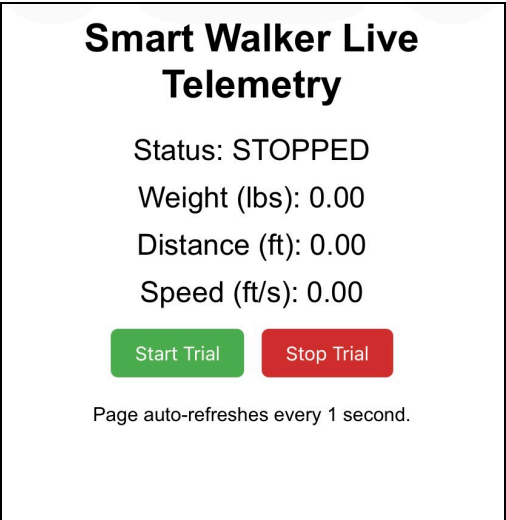 Smart Walker Live
Telemetry
Status: STOPPED
Weight (lbs): 0.00
Distance (ft): 0.00
Speed (ft/s): 0.00
Start Trial
Stop Trial
Page auto-refreshes every 1 second.